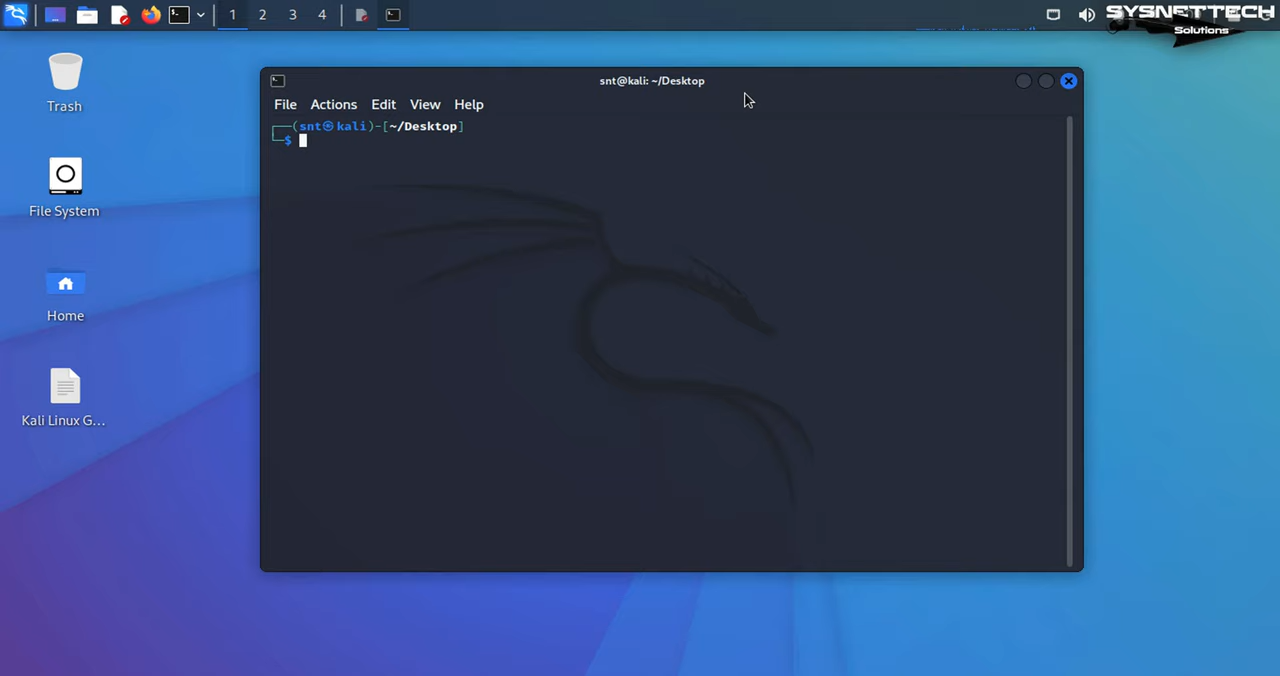 1 2 3 4
SYSNETTECH
Solutions
Trash
File System
Home
Kali Linux G...
snt@kali: ~/Desktop
File Actions Edit View Help
┌──(snt㉿kali)-[~/Desktop]
└─$